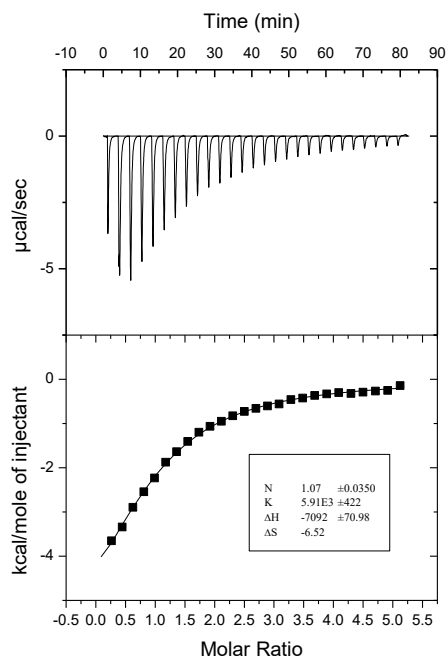 Time (min)
-10 0 10 20 30 40 50 60 70 80 90
0
-5
µcal/sec
0
-2
-4
kcal/mole of injectant
N 1.07 ±0.0350
K 5.91E3 ±422
ΔH -7092 ±70.98
ΔS -6.52
-0.5 0.0 0.5 1.0 1.5 2.0 2.5 3.0 3.5 4.0 4.5 5.0 5.5
Molar Ratio